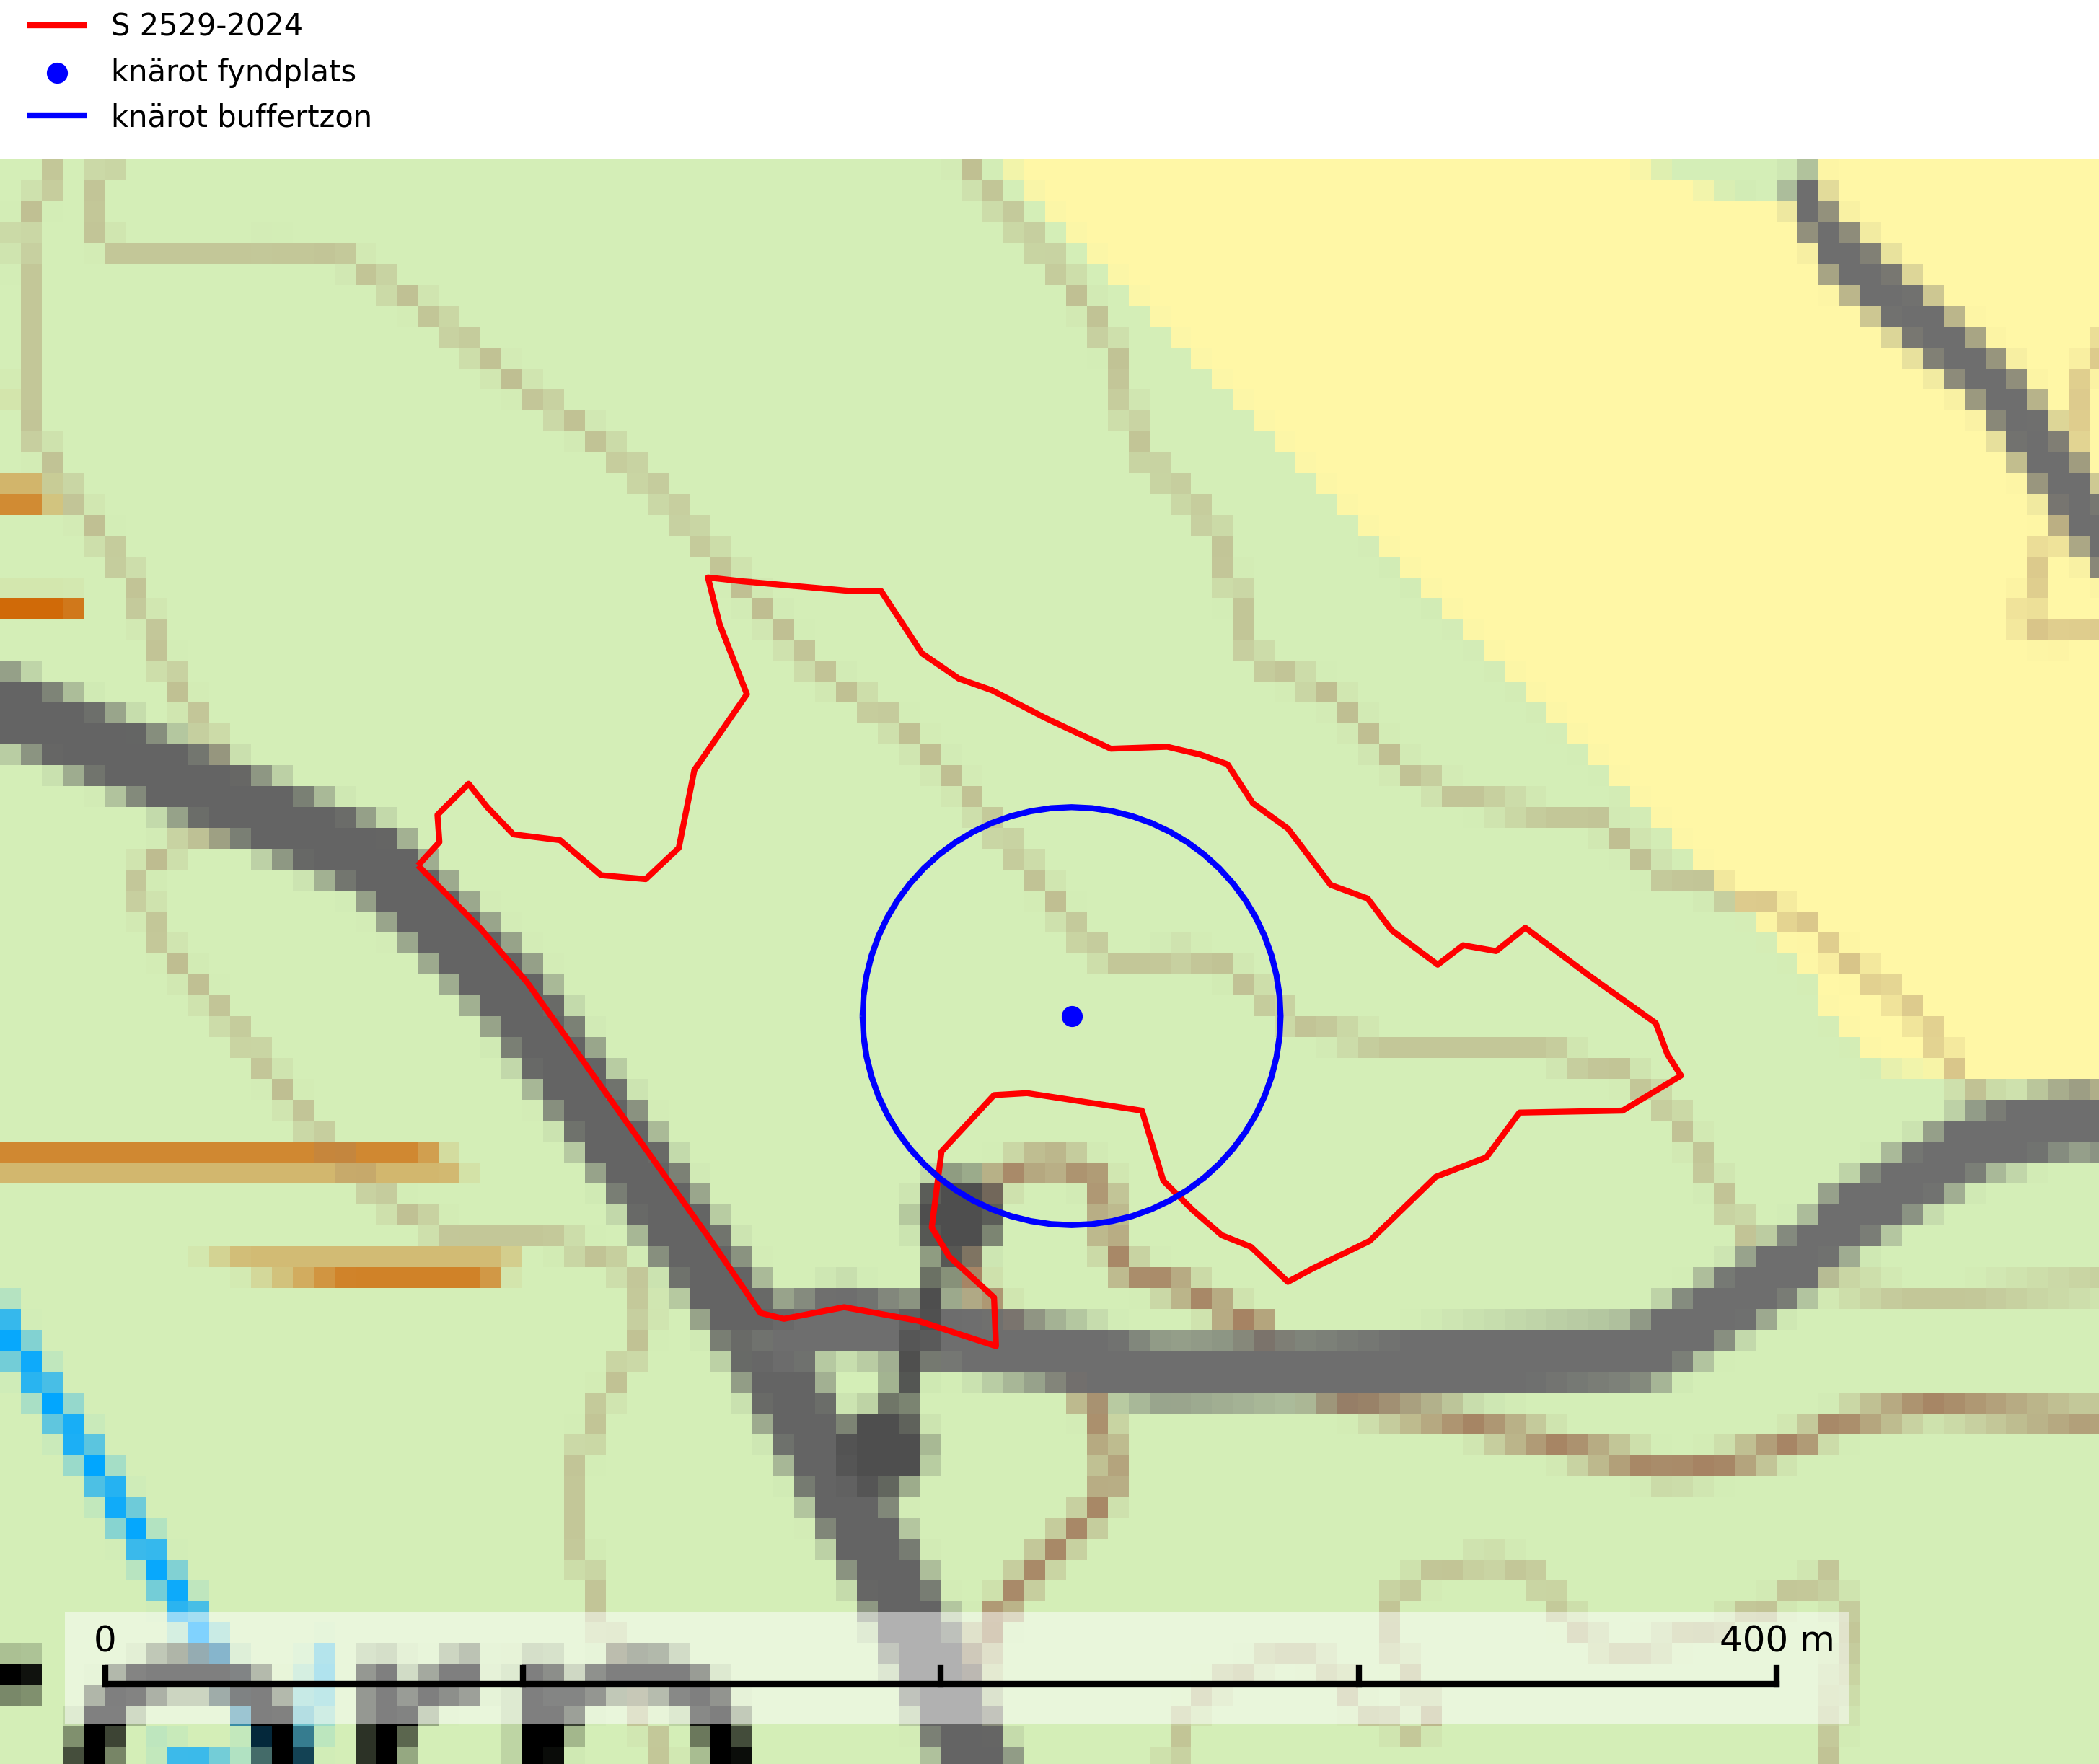 S 2529-2024
knärot fyndplats
knärot buffertzon
0
400 m